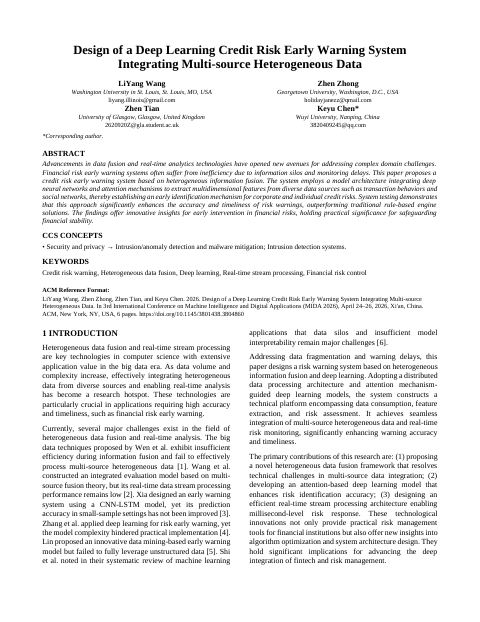 Design of a Deep Learning Credit Risk Early Warning System
Integrating Multi-source Heterogeneous Data
LiYang Wang
Washington University in St. Louis, St. Louis, MO, USA
liyang.illinois@gmail.com
Zhen Tian
University of Glasgow, Glasgow, United Kingdom
2620920Z@gla.student.ac.uk
Zhen Zhong
Georgetown University, Washington, D.C., USA
holidayjanezz@gmail.com
Keyu Chen*
Wuyi University, Nanping, China
3820409245@qq.com
*Corresponding author.
ABSTRACT
Advancements in data fusion and real-time analytics technologies have opened new avenues for addressing complex domain challenges.
Financial risk early warning systems often suffer from inefficiency due to information silos and monitoring delays. This paper proposes a
credit risk early warning system based on heterogeneous information fusion. The system employs a model architecture integrating deep
neural networks and attention mechanisms to extract multidimensional features from diverse data sources such as transaction behaviors and
social networks, thereby establishing an early identification mechanism for corporate and individual credit risks. System testing demonstrates
that this approach significantly enhances the accuracy and timeliness of risk warnings, outperforming traditional rule-based engine
solutions. The findings offer innovative insights for early intervention in financial risks, holding practical significance for safeguarding
financial stability.
CCS CONCEPTS
• Security and privacy → Intrusion/anomaly detection and malware mitigation; Intrusion detection systems.
KEYWORDS
Credit risk warning, Heterogeneous data fusion, Deep learning, Real-time stream processing, Financial risk control
ACM Reference Format:
LiYang Wang, Zhen Zhong, Zhen Tian, and Keyu Chen. 2026. Design of a Deep Learning Credit Risk Early Warning System Integrating Multi-source
Heterogeneous Data. In 3rd International Conference on Machine Intelligence and Digital Applications (MIDA 2026), April 24–26, 2026, Xi'an, China.
ACM, New York, NY, USA, 6 pages. https://doi.org/10.1145/3801438.3804860
1 INTRODUCTION
Heterogeneous data fusion and real-time stream processing
are key technologies in computer science with extensive
application value in the big data era. As data volume and
complexity increase, effectively integrating heterogeneous
data from diverse sources and enabling real-time analysis
has become a research hotspot. These technologies are
particularly crucial in applications requiring high accuracy
and timeliness, such as financial risk early warning.
Currently, several major challenges exist in the field of
heterogeneous data fusion and real-time analysis. The big
data techniques proposed by Wen et al. exhibit insufficient
efficiency during information fusion and fail to effectively
process multi-source heterogeneous data [1]. Wang et al.
constructed an integrated evaluation model based on multi-
source fusion theory, but its real-time data stream processing
performance remains low [2]. Xia designed an early warning
system using a CNN-LSTM model, yet its prediction
accuracy in small-sample settings has not been improved [3].
Zhang et al. applied deep learning for risk early warning, yet
the model complexity hindered practical implementation [4].
Lin proposed an innovative data mining-based early warning
model but failed to fully leverage unstructured data [5]. Shi
et al. noted in their systematic review of machine learning
applications that data silos and insufficient model
interpretability remain major challenges [6].
Addressing data fragmentation and warning delays, this
paper designs a risk warning system based on heterogeneous
information fusion. Adopting a distributed
data processing architecture and attention mechanism-
guided deep learning models, the system constructs a
technical platform encompassing data consumption, feature
extraction, and risk assessment. It achieves seamless
integration of multi-source heterogeneous data and real-time
risk monitoring, significantly enhancing warning accuracy
and timeliness.
The primary contributions of this research are: (1) proposing
a novel heterogeneous data fusion framework that resolves
technical challenges in multi-source data integration; (2)
developing an attention-based deep learning model that
enhances risk identification accuracy; (3) designing an
efficient real-time stream processing architecture enabling
millisecond-level risk response. These technological
innovations not only provide practical risk management
tools for financial institutions but also offer new insights into
algorithm optimization and system architecture design. They
hold significant implications for advancing the deep
integration of fintech and risk management.